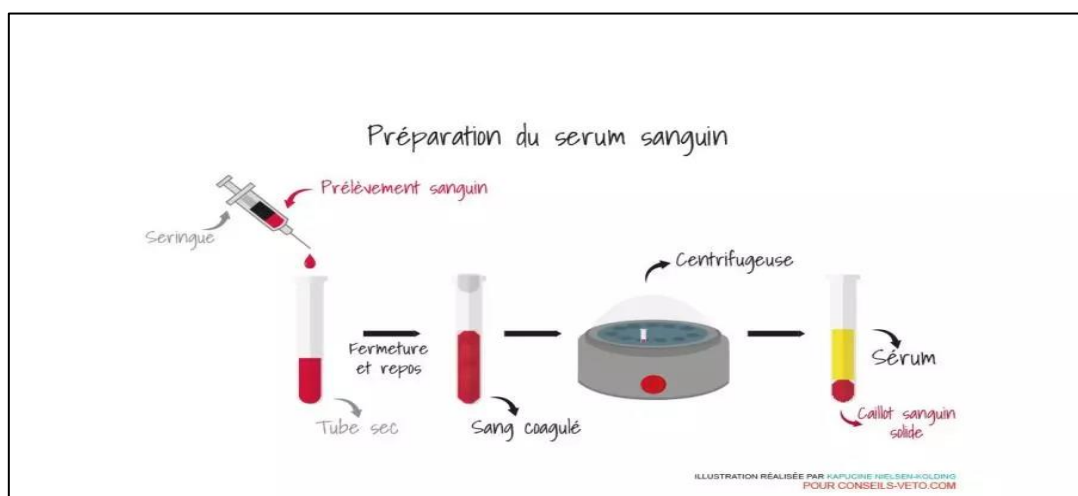 Préparation du serum sanguin
Prélèvement sanguin
Seringue
Centrifugeuse
Fermeture
et repos
Sérum
Tube sec
Sang coagulé
Caillot sanguin
solide
ILLUSTRATION RÉALISÉE PAR KAPUCINE NIELSEN-KOLDING
POUR CONSEILS-VETO.COM